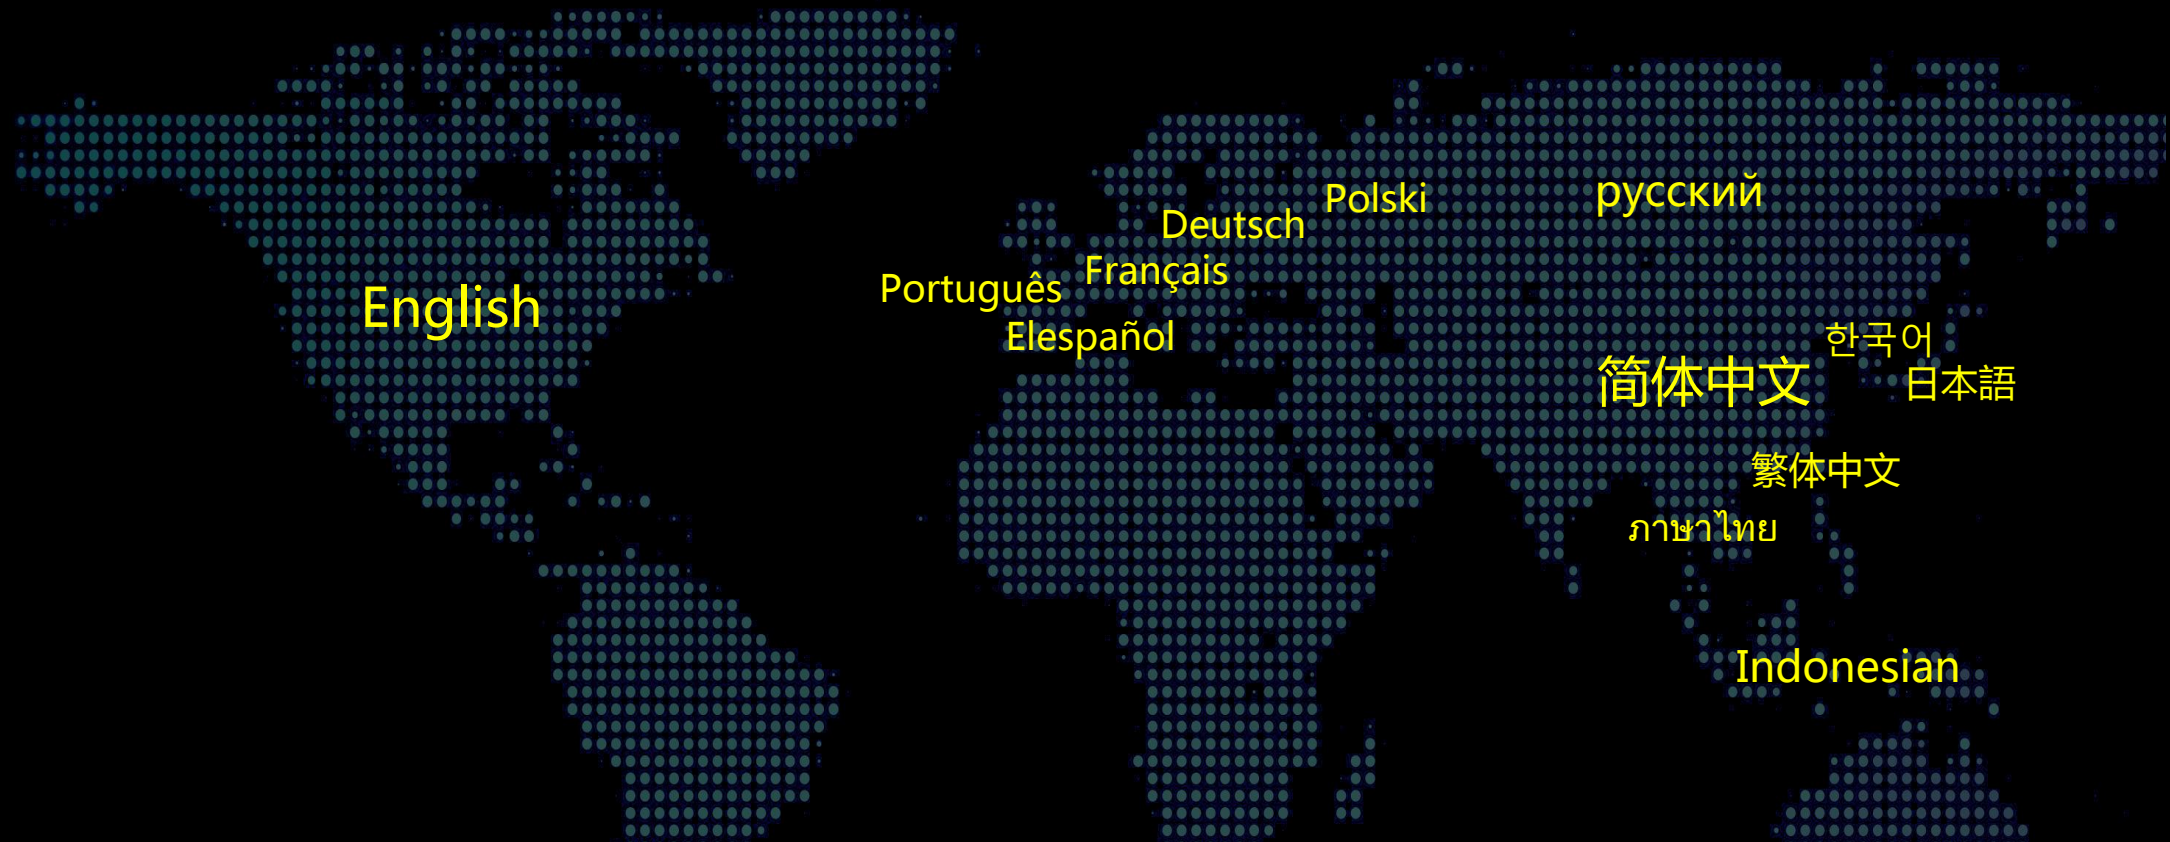 Polski
русский
Deutsch
Français
Português
English
Elespañol
한국어
简体中文
日本語
繁体中文
ภาษาไทย
Indonesian